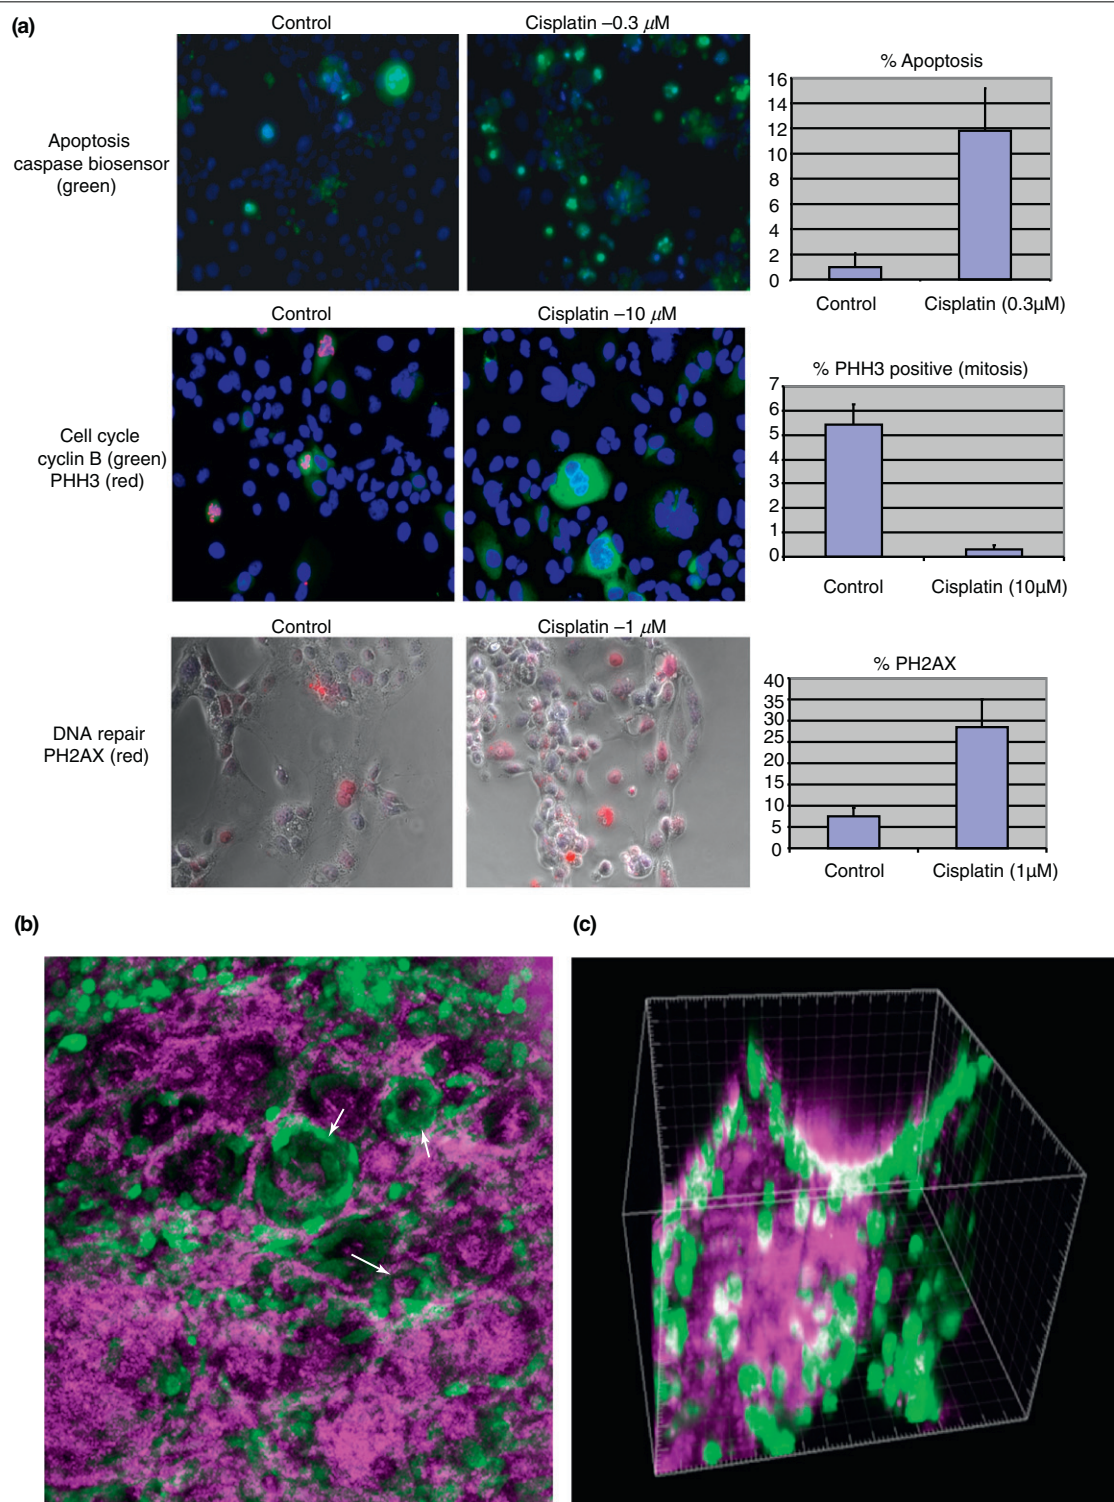 (a)
Control
Cisplatin –0.3 µM
Apoptosis
caspase biosensor
(green)
% Apoptosis
16
14
12
10
8
6
4
2
0
Control
Cisplatin (0.3µM)
Control
Cisplatin –10 µM
Cell cycle
cyclin B (green)
PHH3 (red)
% PHH3 positive (mitosis)
7
6
5
4
3
2
1
0
Control
Cisplatin (10µM)
Control
Cisplatin –1 µM
DNA repair
PH2AX (red)
% PH2AX
40
35
30
25
20
15
10
5
0
Control
Cisplatin (1µM)
(b)
(c)